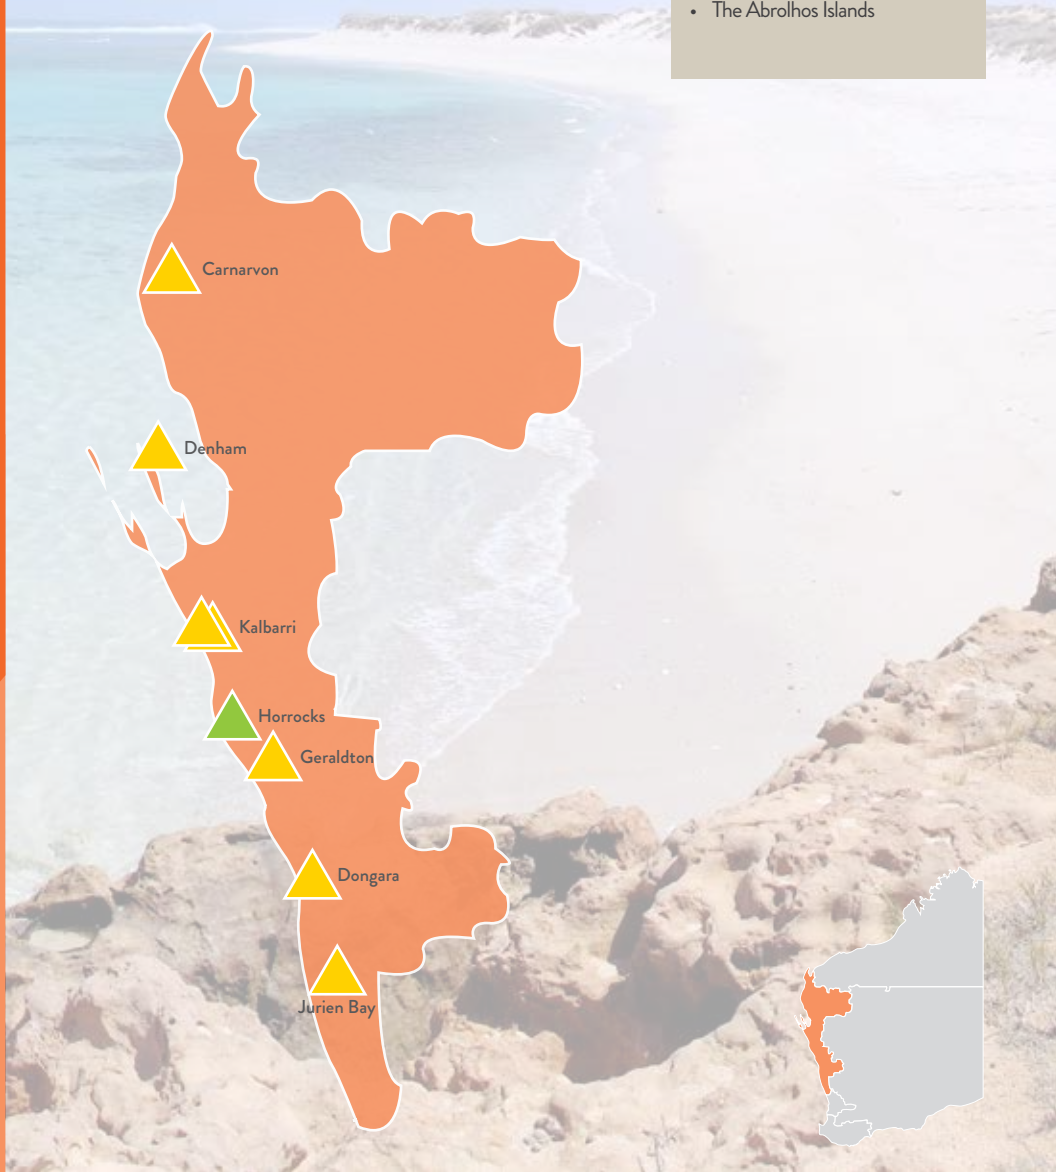 • The Abrolhos Islands
Carnarvon
Denham
Kalbarri
Horrocks
Geraldton
Dongara
Jurien Bay